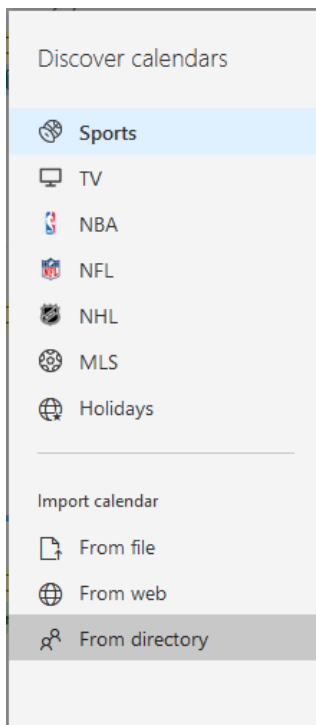 Discover calendars
Sports
TV
NBA
NFL
NHL
MLS
Holidays
Import calendar
From file
From web
From directory